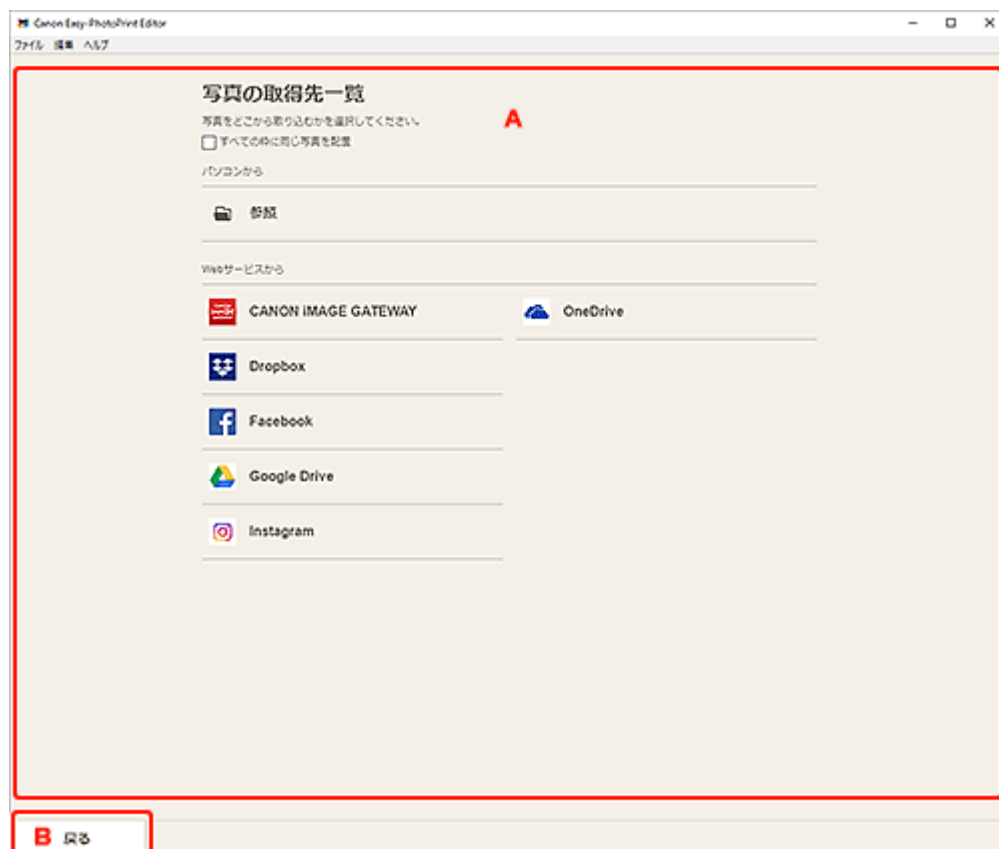 Canon Easy-PhotoPrint Editor
ファイル 編集 ヘルプ
写真の取得先一覧
A
写真をどこから取り込むかを選択してください。
すべての枠に同じ写真を配置
パソコンから
参照
Webサービスから
CANON iMAGE GATEWAY
OneDrive
Dropbox
Facebook
Google Drive
Instagram
B 戻る